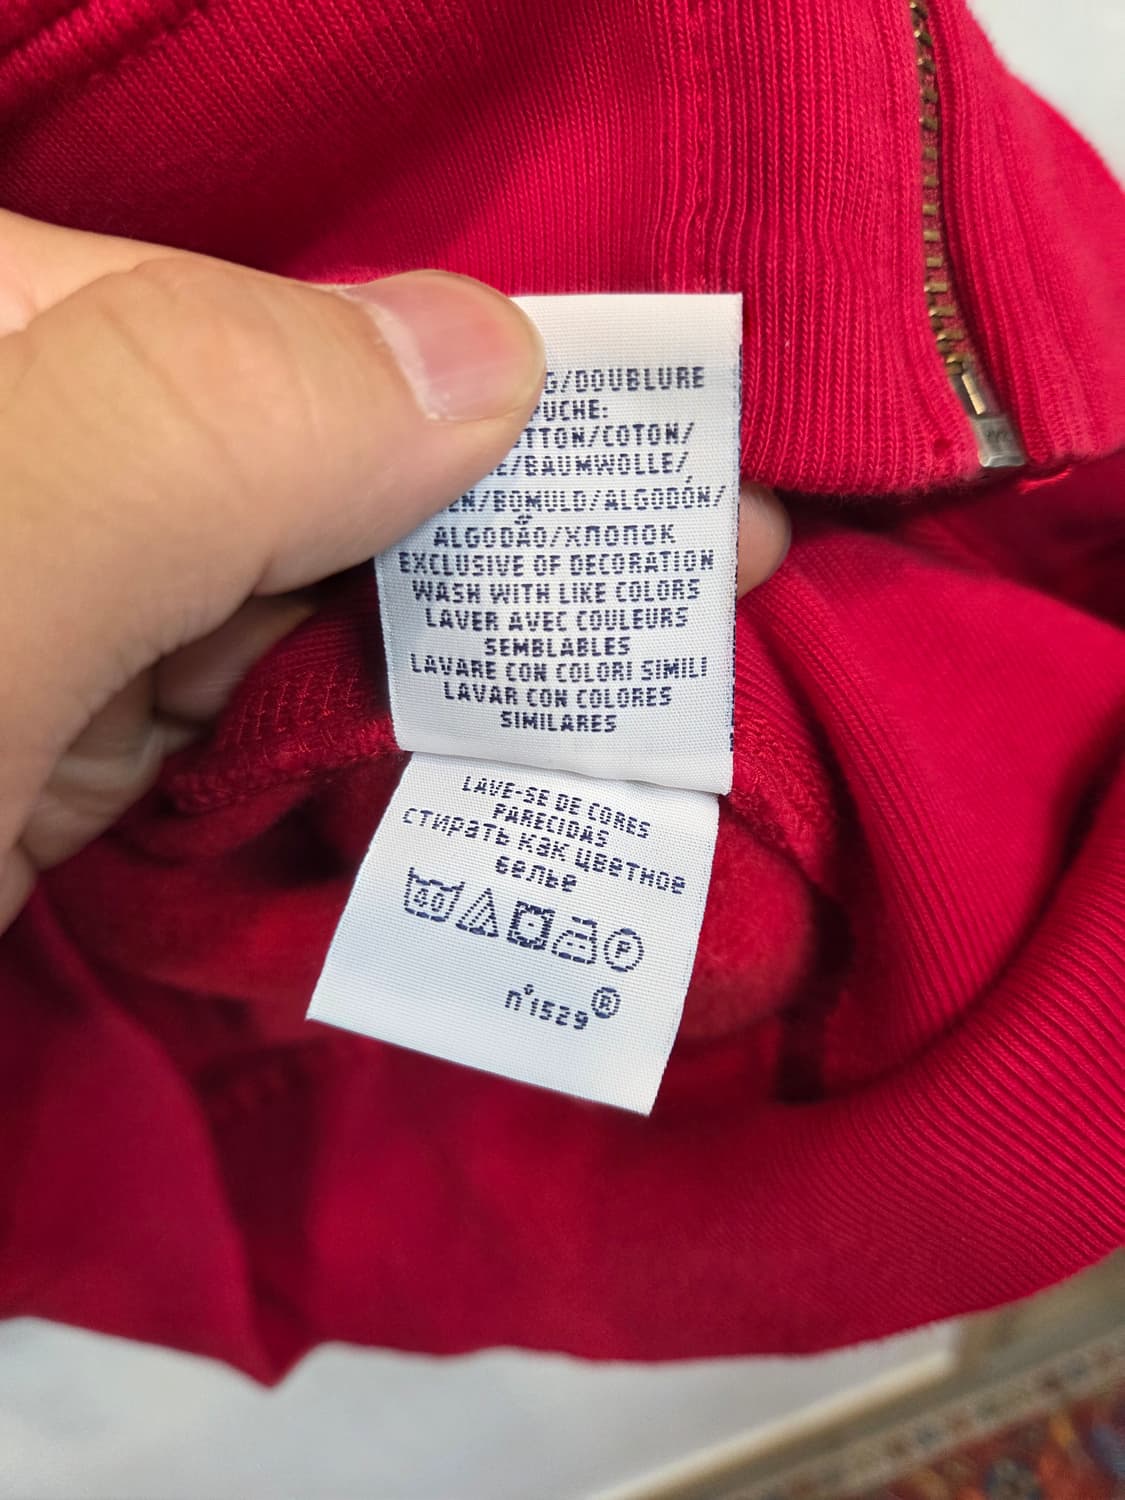 G/DOUBLURE
PUCHE:
TTON/COTON/
E/BAUMWOLLE/
EN/BOMULD/ALGODÓN/
ALGODÃO/ХЛОПОК
EXCLUSIVE OF DECORATION
WASH WITH LIKE COLORS
LAVER AVEC COULEURS
SEMBLABLES
LAVARE CON COLORI SIMILI
LAVAR CON COLORES
SIMILARES
LAVE-SE DE CORES
PARECIDAS
стирать как цветное
белье
40
P
n°1529®